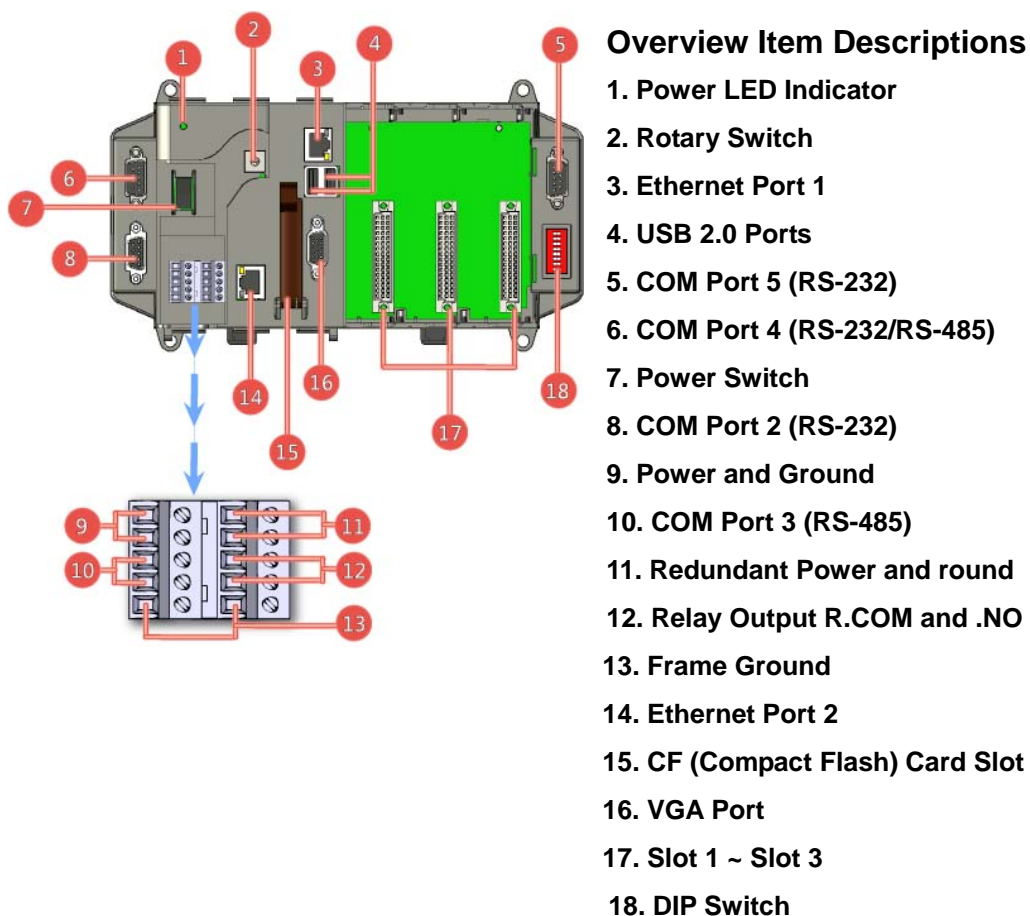 2
4
1
3
5
6
7
8
14
16
15
17
18
9
11
10
12
13
Overview Item Descriptions
1. Power LED Indicator
2. Rotary Switch
3. Ethernet Port 1
4. USB 2.0 Ports
5. COM Port 5 (RS-232)
6. COM Port 4 (RS-232/RS-485)
7. Power Switch
8. COM Port 2 (RS-232)
9. Power and Ground
10. COM Port 3 (RS-485)
11. Redundant Power and round
12. Relay Output R.COM and .NO
13. Frame Ground
14. Ethernet Port 2
15. CF (Compact Flash) Card Slot
16. VGA Port
17. Slot 1 ~ Slot 3
18. DIP Switch